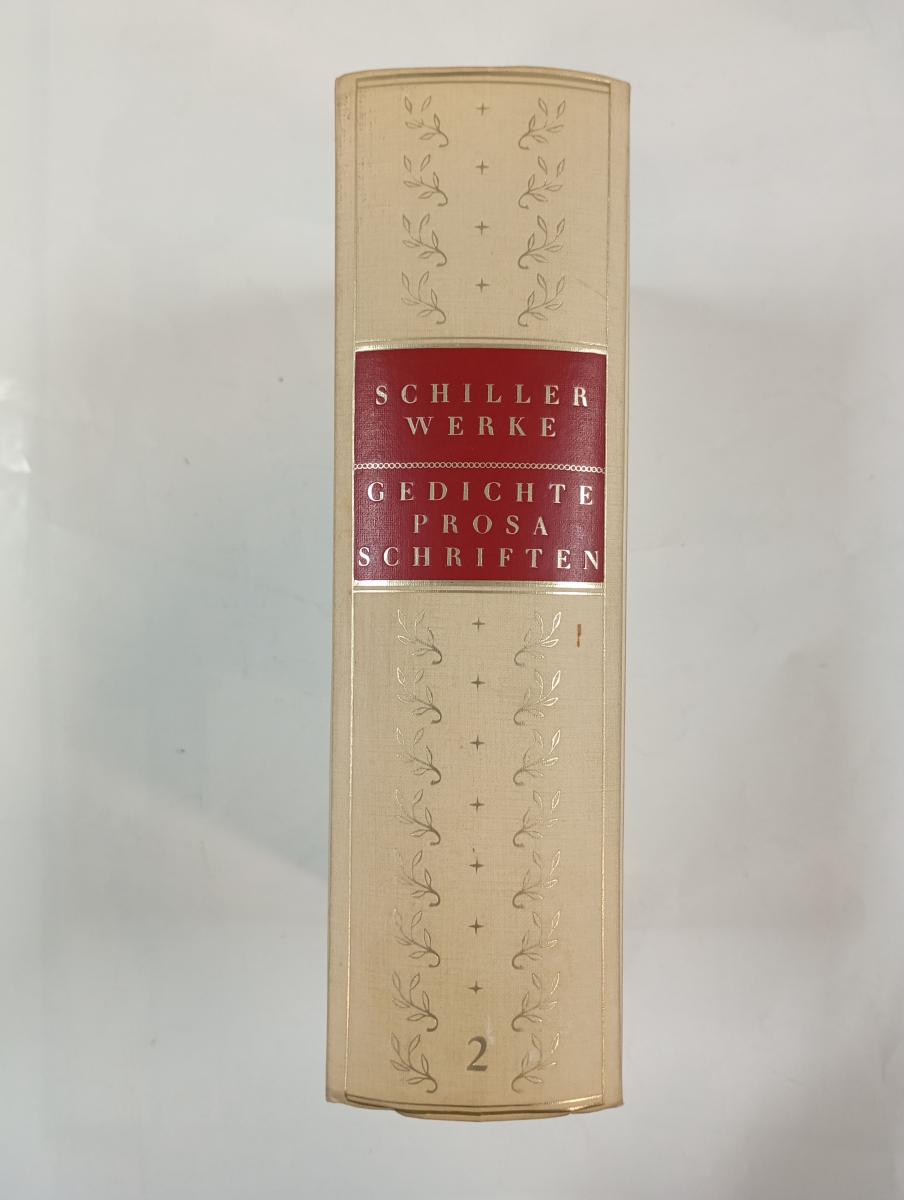 SCHILLER
WERKE
GEDICHTE
PROSA
SCHRIFTEN
2